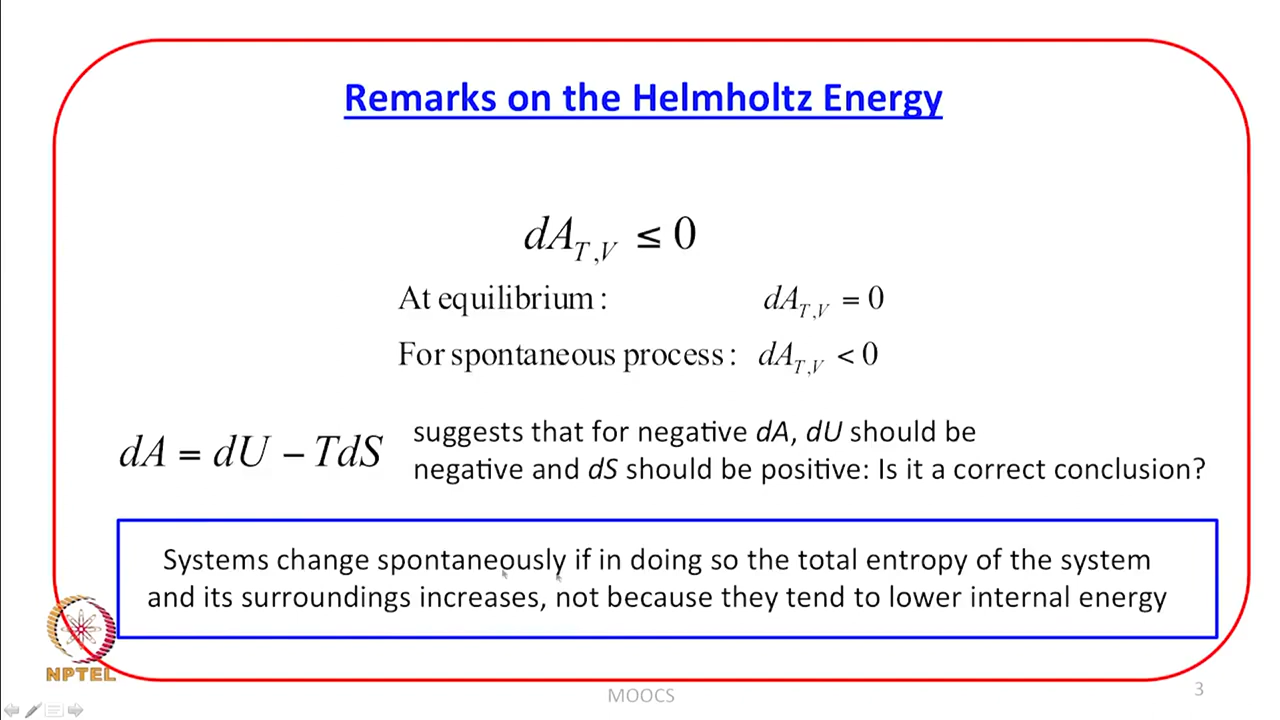 Remarks on the Helmholtz Energy
dA_{T,V} ≤ 0
At equilibrium : dA_{T,V} = 0
For spontaneous process : dA_{T,V} < 0
dA = dU − TdS
suggests that for negative dA, dU should be
negative and dS should be positive: Is it a correct conclusion?
Systems change spontaneously if in doing so the total entropy of the system
and its surroundings increases, not because they tend to lower internal energy
NPTEL
MOOCS
3